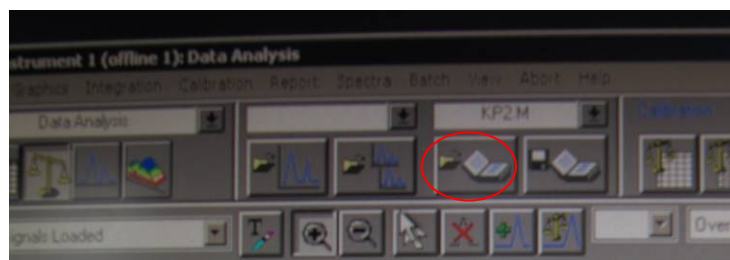 strument 1 (offline 1): Data Analysis
Graphics Integration Calibration Report Spectra Batch View Abort Help
Data Analysis KP2.M Calibration
ignals Loaded Over